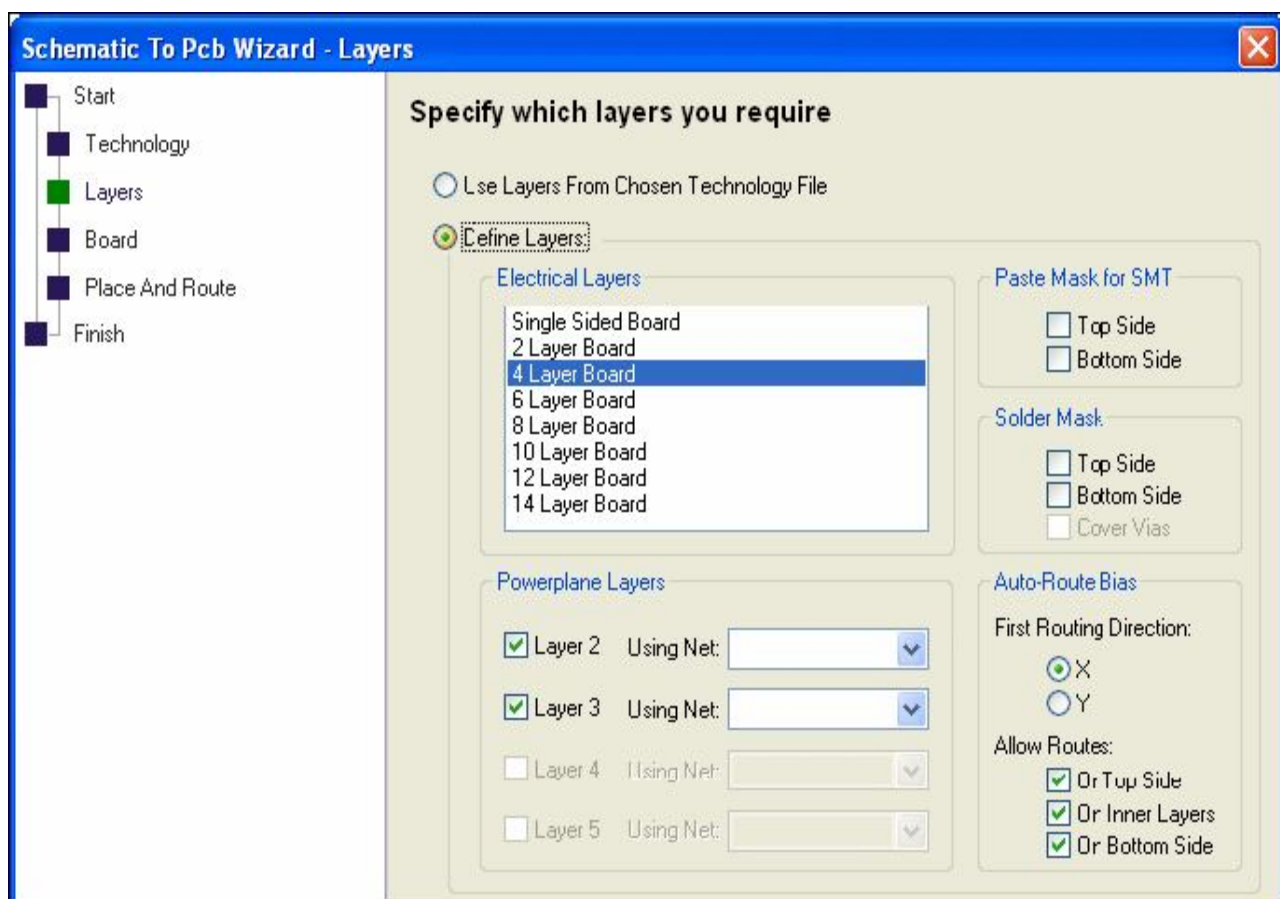 Schematic To Pcb Wizard - Layers
Start
Technology
Layers
Board
Place And Route
Finish
Specify which layers you require
Lse Layers From Chosen Technology File
Cefine Layers:
Electrical Layers
Single Sided Board
2 Layer Board
4 Layer Board
6 Layer Board
8 Layer Board
10 Layer Board
12 Layer Board
14 Layer Board
Paste Mask for SMT
Top Side
Bottom Side
Solder Mask
Top Side
Bottom Side
Cover Vias
Powerplane Layers
Layer 2 Using Net:
Layer 3 Using Net:
Layer 4 Using Net:
Layer 5 Using Net:
Auto-Route Bias
First Routing Direction:
X
Y
Allow Routes:
Or Top Side
Or Inner Layers
Or Bottom Side